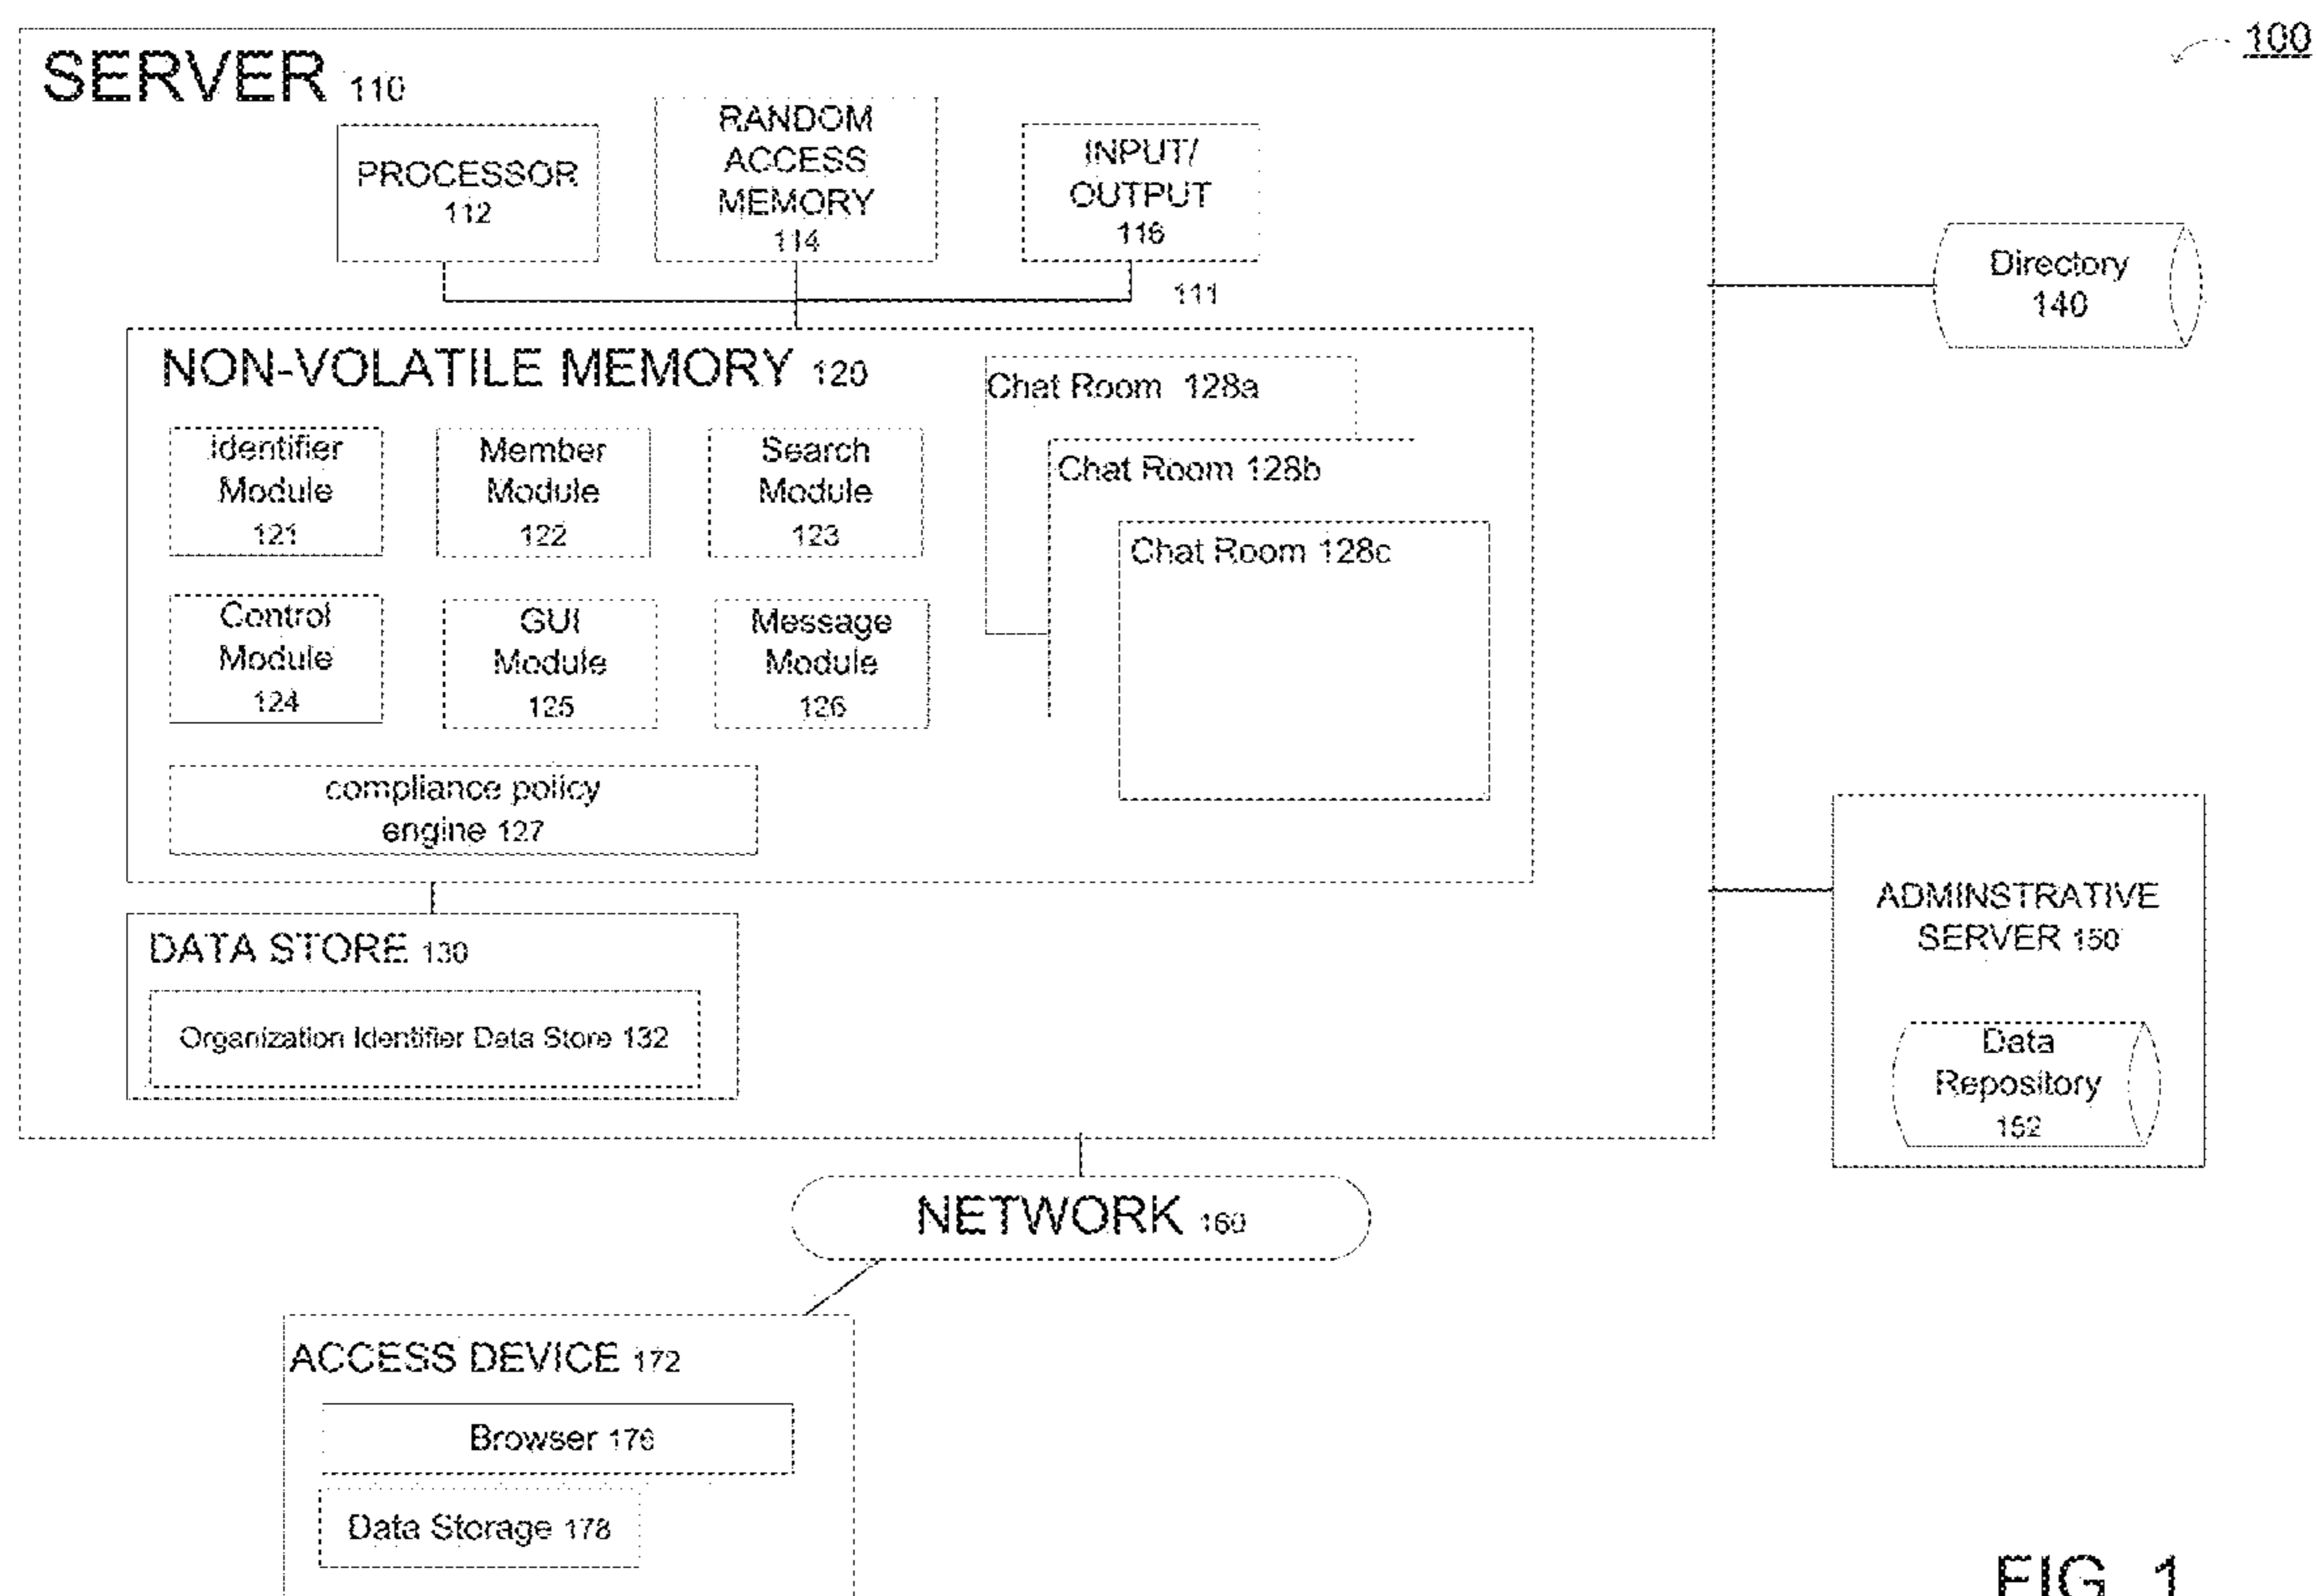 100
SERVER 110
PROCESSOR
112
RANDOM
ACCESS
MEMORY
114
INPUT/
OUTPUT
116
111
Directory
140
NON-VOLATILE MEMORY 120
Identifier
Module
121
Member
Module
122
Search
Module
123
Control
Module
124
GUI
Module
125
Message
Module
126
compliance policy
engine 127
Chat Room 128a
Chat Room 128b
Chat Room 128c
DATA STORE 130
Organization Identifier Data Store 132
ADMINSTRATIVE
SERVER 150
Data
Repository
152
NETWORK 160
ACCESS DEVICE 172
Browser 176
Data Storage 178
FIG. 1